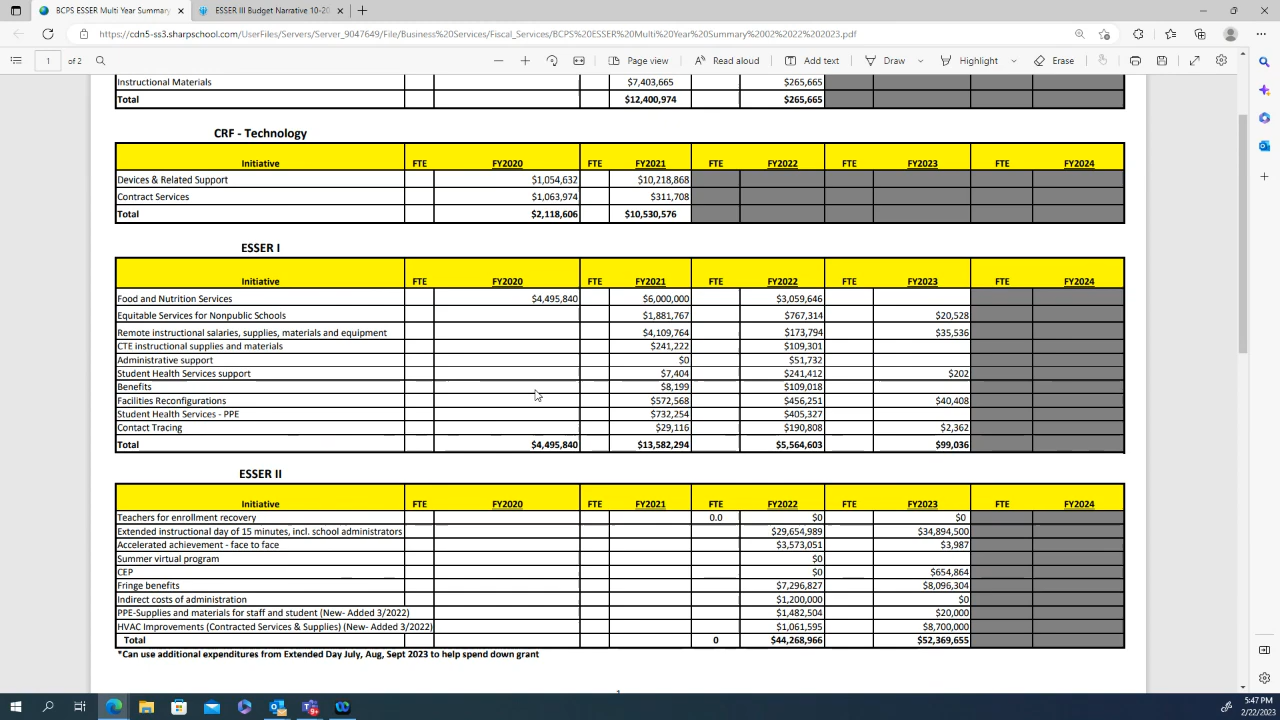 BCPS ESSER Multi Year Summary
ESSER III Budget Narrative 10-20
https://cdn5-ss3.sharpschool.com/UserFiles/Servers/Server_9047649/File/Business%20Services/Fiscal_Services/BCPS%20ESSER%20Multi%20Year%20Summary%2002%2022%202023.pdf
1 of 2 Page view Read aloud Add text Draw Highlight Erase
Instructional Materials $7,403,665 $265,665
Total $12,400,974 $265,665
CRF - Technology
Initiative FTE FY2020 FTE FY2021 FTE FY2022 FTE FY2023 FTE FY2024
Devices & Related Support $1,054,632 $10,218,868
Contract Services $1,063,974 $311,708
Total $2,118,606 $10,530,576
ESSER I
Initiative FTE FY2020 FTE FY2021 FTE FY2022 FTE FY2023 FTE FY2024
Food and Nutrition Services $4,495,840 $6,000,000 $3,059,646
Equitable Services for Nonpublic Schools $1,881,767 $767,314 $20,528
Remote instructional salaries, supplies, materials and equipment $4,109,764 $173,794 $35,536
CTE instructional supplies and materials $241,222 $109,301
Administrative support $0 $51,732
Student Health Services support $7,404 $241,412 $202
Benefits $8,199 $109,018
Facilities Reconfigurations $572,568 $456,251 $40,408
Student Health Services - PPE $732,254 $405,327
Contact Tracing $29,116 $190,808 $2,362
Total $4,495,840 $13,582,294 $5,564,603 $99,036
ESSER II
Initiative FTE FY2020 FTE FY2021 FTE FY2022 FTE FY2023 FTE FY2024
Teachers for enrollment recovery 0.0 $0 $0
Extended instructional day of 15 minutes, incl. school administrators $29,654,989 $34,894,500
Accelerated achievement - face to face $3,573,051 $3,987
Summer virtual program $0
CEP $0 $654,864
Fringe benefits $7,296,827 $8,096,304
Indirect costs of administration $1,200,000 $0
PPE-Supplies and materials for staff and student (New- Added 3/2022) $1,482,504 $20,000
HVAC Improvements (Contracted Services & Supplies) (New- Added 3/2022) $1,061,595 $8,700,000
Total 0 $44,268,966 $52,369,655
*Can use additional expenditures from Extended Day July, Aug, Sept 2023 to help spend down grant
5:47 PM
2/22/2023